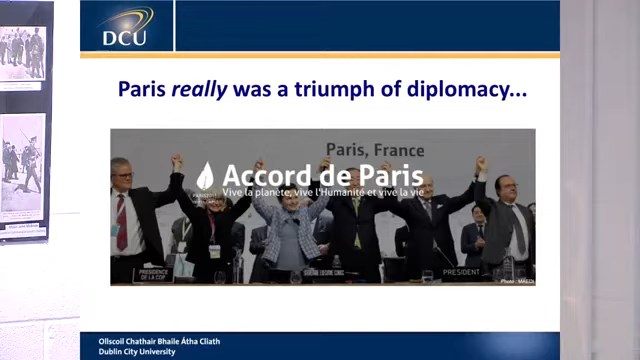 DCU
Paris really was a triumph of diplomacy...
Paris, France
Accord de Paris
Vive la planète, vive l'Humanité et vive la vie
PRÉSIDENCE
DE LA COP
PRESIDENT
Ollscoil Chathair Bhaile Átha Cliath
Dublin City University